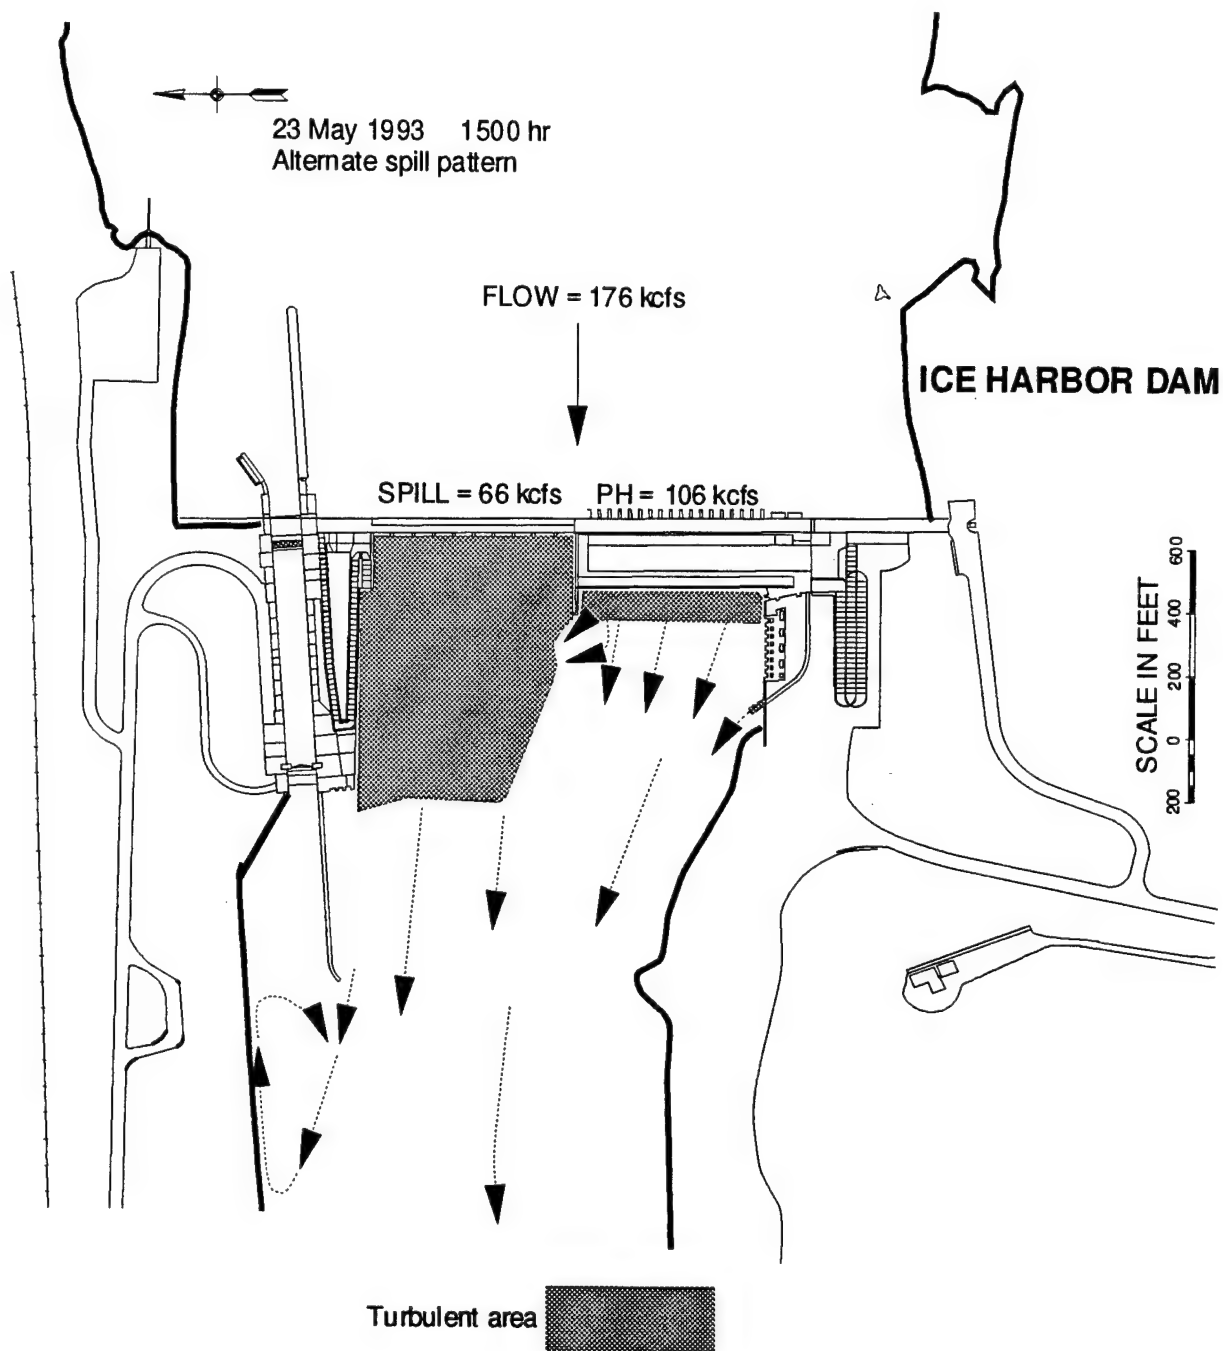 23 May 1993 1500 hr
Alternate spill pattern
FLOW = 176 kcfs
ICE HARBOR DAM
SPILL = 66 kcfs PH = 106 kcfs
SCALE IN FEET
600
400
200
0
200
Turbulent area